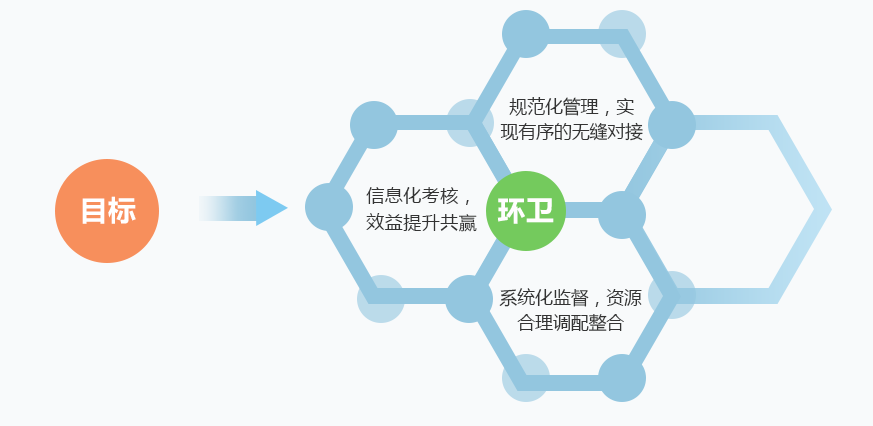 目标
规范化管理，实
现有序的无缝对接
信息化考核，
效益提升共赢
环卫
系统化监督，资源
合理调配整合